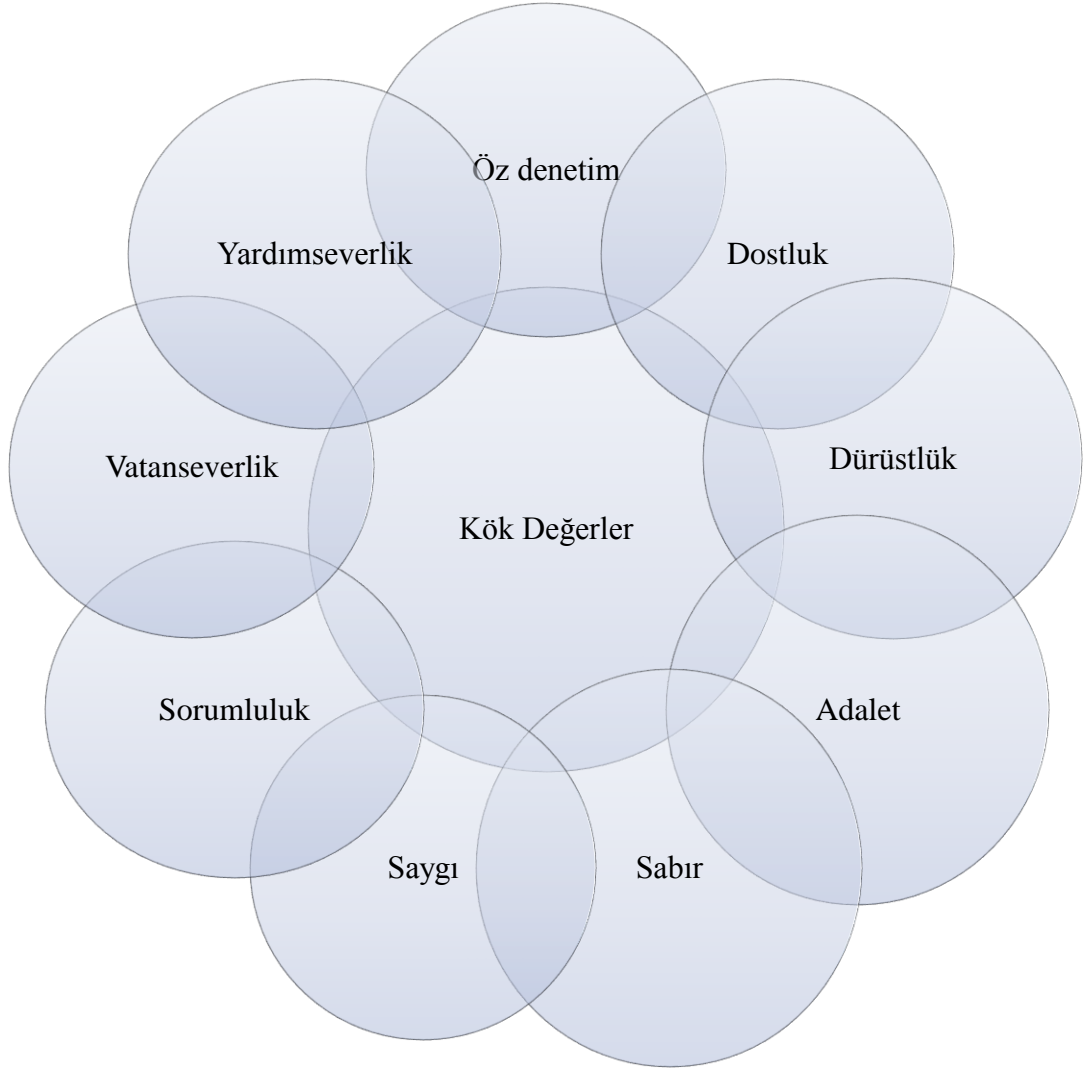 Öz denetim
Yardımseverlik
Dostluk
Vatanseverlik
Dürüstlük
Kök Değerler
Sorumluluk
Adalet
Saygı
Sabır